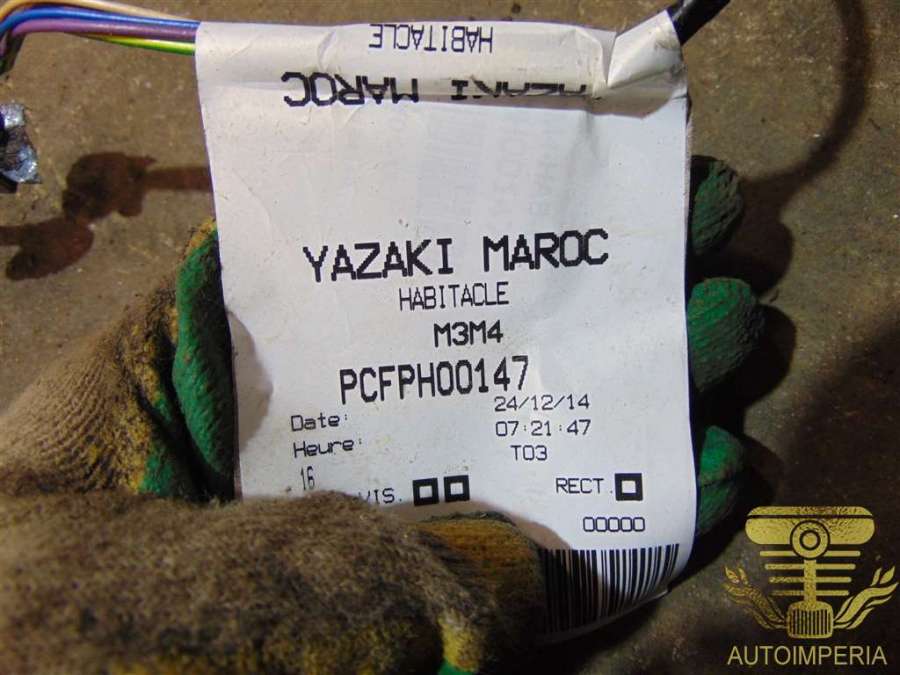 HABITACLE
YAZAKI MAROC
YAZAKI MAROC
HABITACLE
M3M4
PCFPH00147
Date: 24/12/14
Heure: 07:21:47
16 T03
VIS. RECT.
00000
AUTOIMPERIA